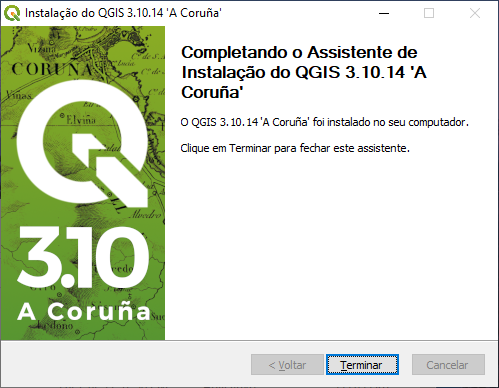 Instalação do QGIS 3.10.14 'A Coruña'
Completando o Assistente de
Instalação do QGIS 3.10.14 'A
Coruña'
O QGIS 3.10.14 'A Coruña' foi instalado no seu computador.
Clique em Terminar para fechar este assistente.
CORUÑA
Elviña
3.10
A Coruña
Ledono
< Voltar
Terminar
Cancelar